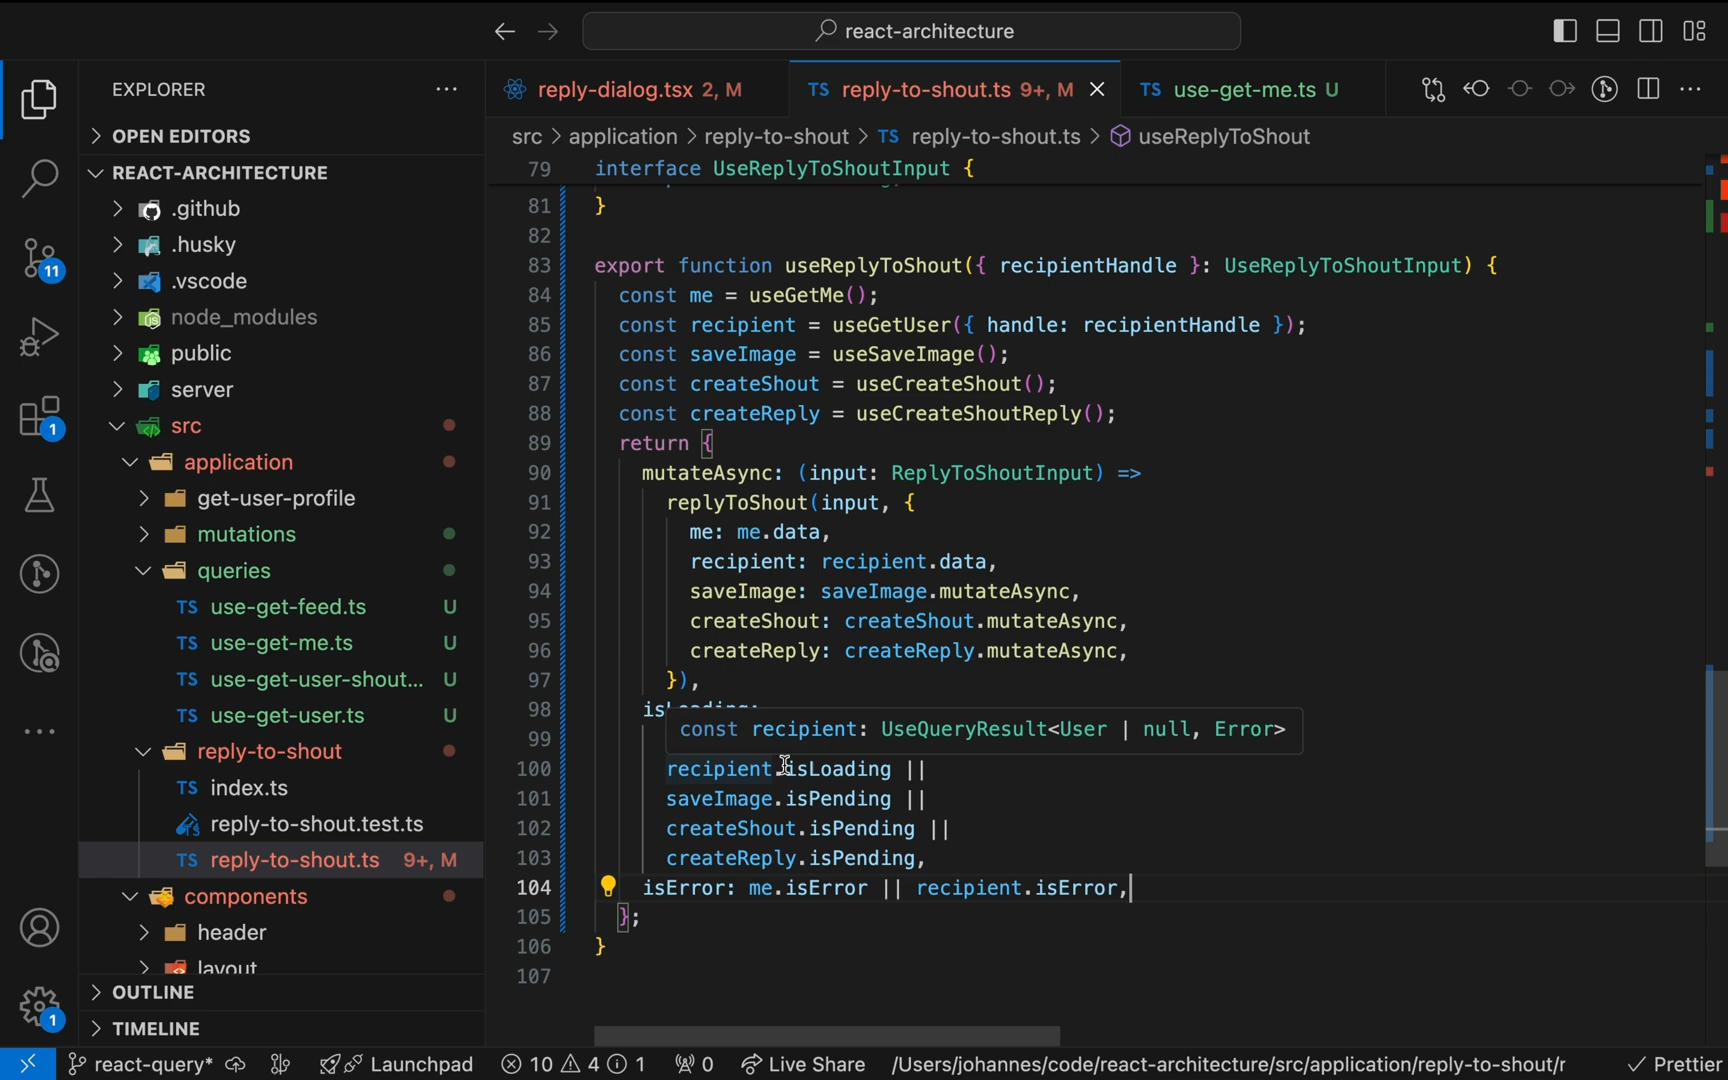 react-architecture
EXPLORER
reply-dialog.tsx 2, M
TS reply-to-shout.ts 9+, M
TS use-get-me.ts U
OPEN EDITORS
src > application > reply-to-shout > TS reply-to-shout.ts > useReplyToShout
REACT-ARCHITECTURE
.github
.husky
.vscode
node_modules
public
server
src
application
get-user-profile
mutations
queries
TS use-get-feed.ts U
TS use-get-me.ts U
TS use-get-user-shout... U
TS use-get-user.ts U
reply-to-shout
TS index.ts
reply-to-shout.test.ts
TS reply-to-shout.ts 9+, M
components
header
layout
OUTLINE
TIMELINE
11
1
1
79 interface UseReplyToShoutInput {
81 }
82
83 export function useReplyToShout({ recipientHandle }: UseReplyToShoutInput) {
84 const me = useGetMe();
85 const recipient = useGetUser({ handle: recipientHandle });
86 const saveImage = useSaveImage();
87 const createShout = useCreateShout();
88 const createReply = useCreateShoutReply();
89 return {
90 mutateAsync: (input: ReplyToShoutInput) =>
91 replyToShout(input, {
92 me: me.data,
93 recipient: recipient.data,
94 saveImage: saveImage.mutateAsync,
95 createShout: createShout.mutateAsync,
96 createReply: createReply.mutateAsync,
97 }),
98 isLoading:
const recipient: UseQueryResult<User | null, Error>
99
100 recipient.isLoading ||
101 saveImage.isPending ||
102 createShout.isPending ||
103 createReply.isPending,
104 isError: me.isError || recipient.isError,
105 };
106 }
107
react-query* Launchpad 10 4 1 0 Live Share /Users/johannes/code/react-architecture/src/application/reply-to-shout/r Prettier